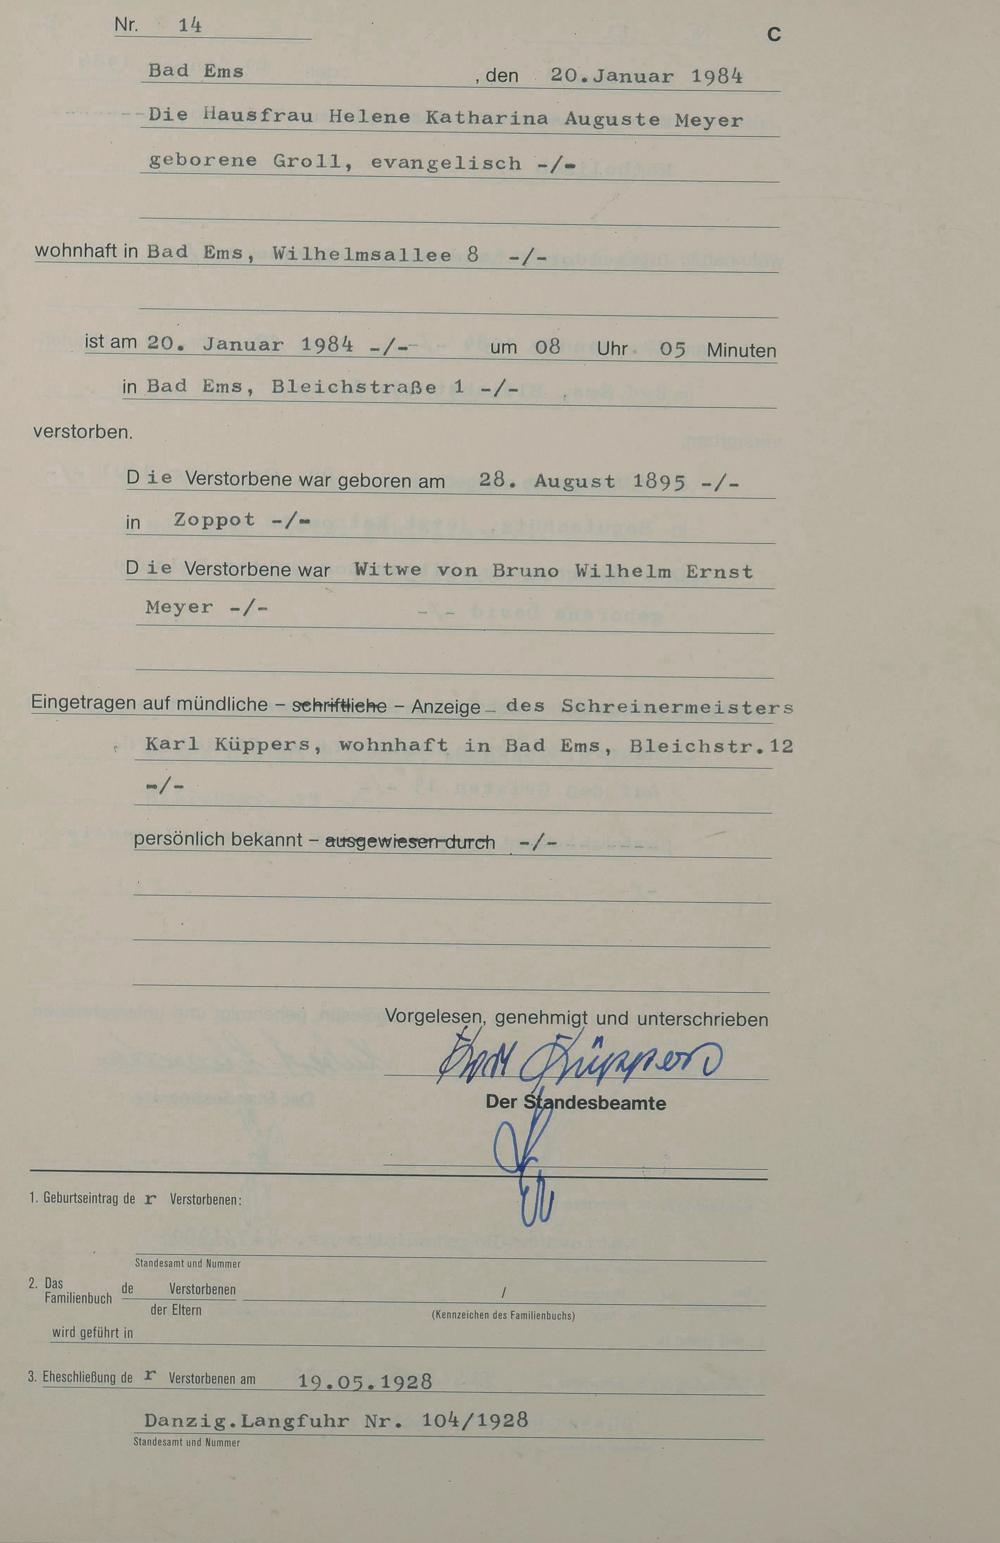 Nr. 14
C
Bad Ems , den 20.Januar 1984
--Die Hausfrau Helene Katharina Auguste Meyer
geborene Groll, evangelisch -/-
wohnhaft in Bad Ems, Wilhelmsallee 8 -/-
ist am 20. Januar 1984 -/-- um 08 Uhr 05 Minuten
in Bad Ems, Bleichstraße 1 -/-
verstorben.
Die Verstorbene war geboren am 28. August 1895 -/-
in Zoppot -/-
Die Verstorbene war Witwe von Bruno Wilhelm Ernst
Meyer -/-
Eingetragen auf mündliche – schriftliche – Anzeige des Schreinermeisters
Karl Küppers, wohnhaft in Bad Ems, Bleichstr.12
-/-
persönlich bekannt – ausgewiesen durch -/-
Vorgelesen, genehmigt und unterschrieben
Karl Küppers
Der Standesbeamte
1. Geburtseintrag de r Verstorbenen:
Standesamt und Nummer
2. Das Familienbuch de Verstorbenen /
der Eltern (Kennzeichen des Familienbuchs)
wird geführt in
3. Eheschließung de r Verstorbenen am 19.05.1928
Danzig.Langfuhr Nr. 104/1928
Standesamt und Nummer